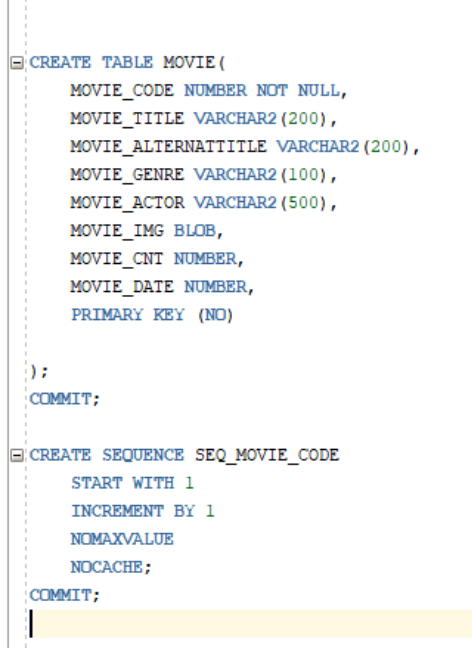 CREATE TABLE MOVIE(
MOVIE_CODE NUMBER NOT NULL,
MOVIE_TITLE VARCHAR2(200),
MOVIE_ALTERNATTITLE VARCHAR2(200),
MOVIE_GENRE VARCHAR2(100),
MOVIE_ACTOR VARCHAR2(500),
MOVIE_IMG BLOB,
MOVIE_CNT NUMBER,
MOVIE_DATE NUMBER,
PRIMARY KEY (NO)
);
COMMIT;
CREATE SEQUENCE SEQ_MOVIE_CODE
START WITH 1
INCREMENT BY 1
NOMAXVALUE
NOCACHE;
COMMIT;